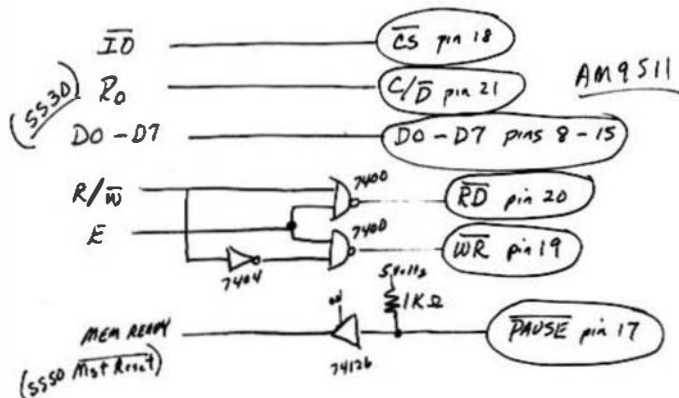 IO CS pin 18
AM9511
(SS30) R0 C/D pin 21
D0 - D7 D0 - D7 pins 8 - 15
7400
R/W RD pin 20
E 7400
WR pin 19
7404
5 volts
1KΩ
MEM READY PAUSE pin 17
(SS50 Mst Reset) 74126